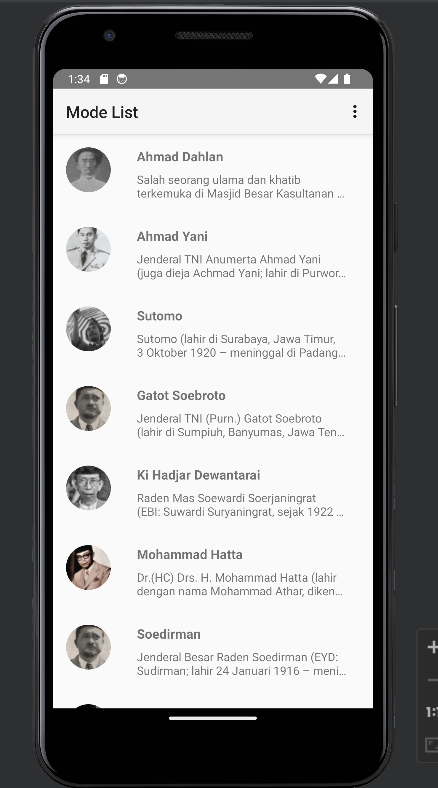 1:34
Mode List
Ahmad Dahlan
Salah seorang ulama dan khatib
terkemuka di Masjid Besar Kasultanan ...
Ahmad Yani
Jenderal TNI Anumerta Ahmad Yani
(juga dieja Achmad Yani; lahir di Purwor...
Sutomo
Sutomo (lahir di Surabaya, Jawa Timur,
3 Oktober 1920 – meninggal di Padang...
Gatot Soebroto
Jenderal TNI (Purn.) Gatot Soebroto
(lahir di Sumpiuh, Banyumas, Jawa Ten...
Ki Hadjar Dewantarai
Raden Mas Soewardi Soerjaningrat
(EBI: Suwardi Suryaningrat, sejak 1922 ...
Mohammad Hatta
Dr.(HC) Drs. H. Mohammad Hatta (lahir
dengan nama Mohammad Athar, diken...
Soedirman
Jenderal Besar Raden Soedirman (EYD:
Sudirman; lahir 24 Januari 1916 – meni...